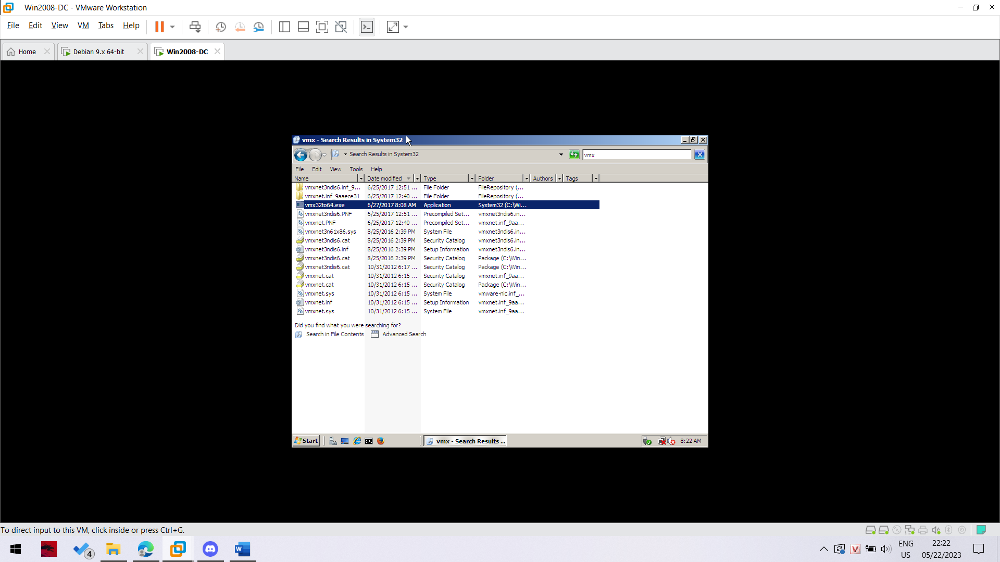 Win2008-DC - VMware Workstation
File Edit View VM Tabs Help
Home Debian 9.x 64-bit Win2008-DC
vmx - Search Results in System32
Search Results in System32 vmx
File Edit View Tools Help
Name Date modified Type Folder Authors Tags
vmxnet3ndis6.inf_9... 6/25/2017 12:51 ... File Folder FileRepository (...
vmxnet.inf_9aaece31 6/25/2017 12:40 ... File Folder FileRepository (...
vmx32to64.exe 6/27/2017 8:08 AM Application System32 (C:\Wi...
vmxnet3ndis6.PNF 6/25/2017 12:51 ... Precompiled Set... vmxnet3ndis6.in...
vmxnet.PNF 6/25/2017 12:40 ... Precompiled Set... vmxnet.inf_9aa...
vmxnet3n61x86.sys 8/25/2016 2:39 PM System File vmxnet3ndis6.in...
vmxnet3ndis6.cat 8/25/2016 2:39 PM Security Catalog vmxnet3ndis6.in...
vmxnet3ndis6.inf 8/25/2016 2:39 PM Setup Information vmxnet3ndis6.in...
vmxnet3ndis6.cat 8/25/2016 2:39 PM Security Catalog Package (C:\Win...
vmxnet3ndis6.cat 10/31/2012 6:17 ... Security Catalog Package (C:\Win...
vmxnet.cat 10/31/2012 6:15 ... Security Catalog vmxnet.inf_9aa...
vmxnet.cat 10/31/2012 6:15 ... Security Catalog Package (C:\Win...
vmxnet.sys 10/31/2012 6:15 ... System File vmware-nic.inf_...
vmxnet.inf 10/31/2012 6:15 ... Setup Information vmxnet.inf_9aa...
vmxnet.sys 10/31/2012 6:15 ... System File vmxnet.inf_9aa...
Did you find what you were searching for?
Search in File Contents Advanced Search
Start vmx - Search Results ... 8:22 AM
To direct input to this VM, click inside or press Ctrl+G.
4 ENG 22:22
US 05/22/2023